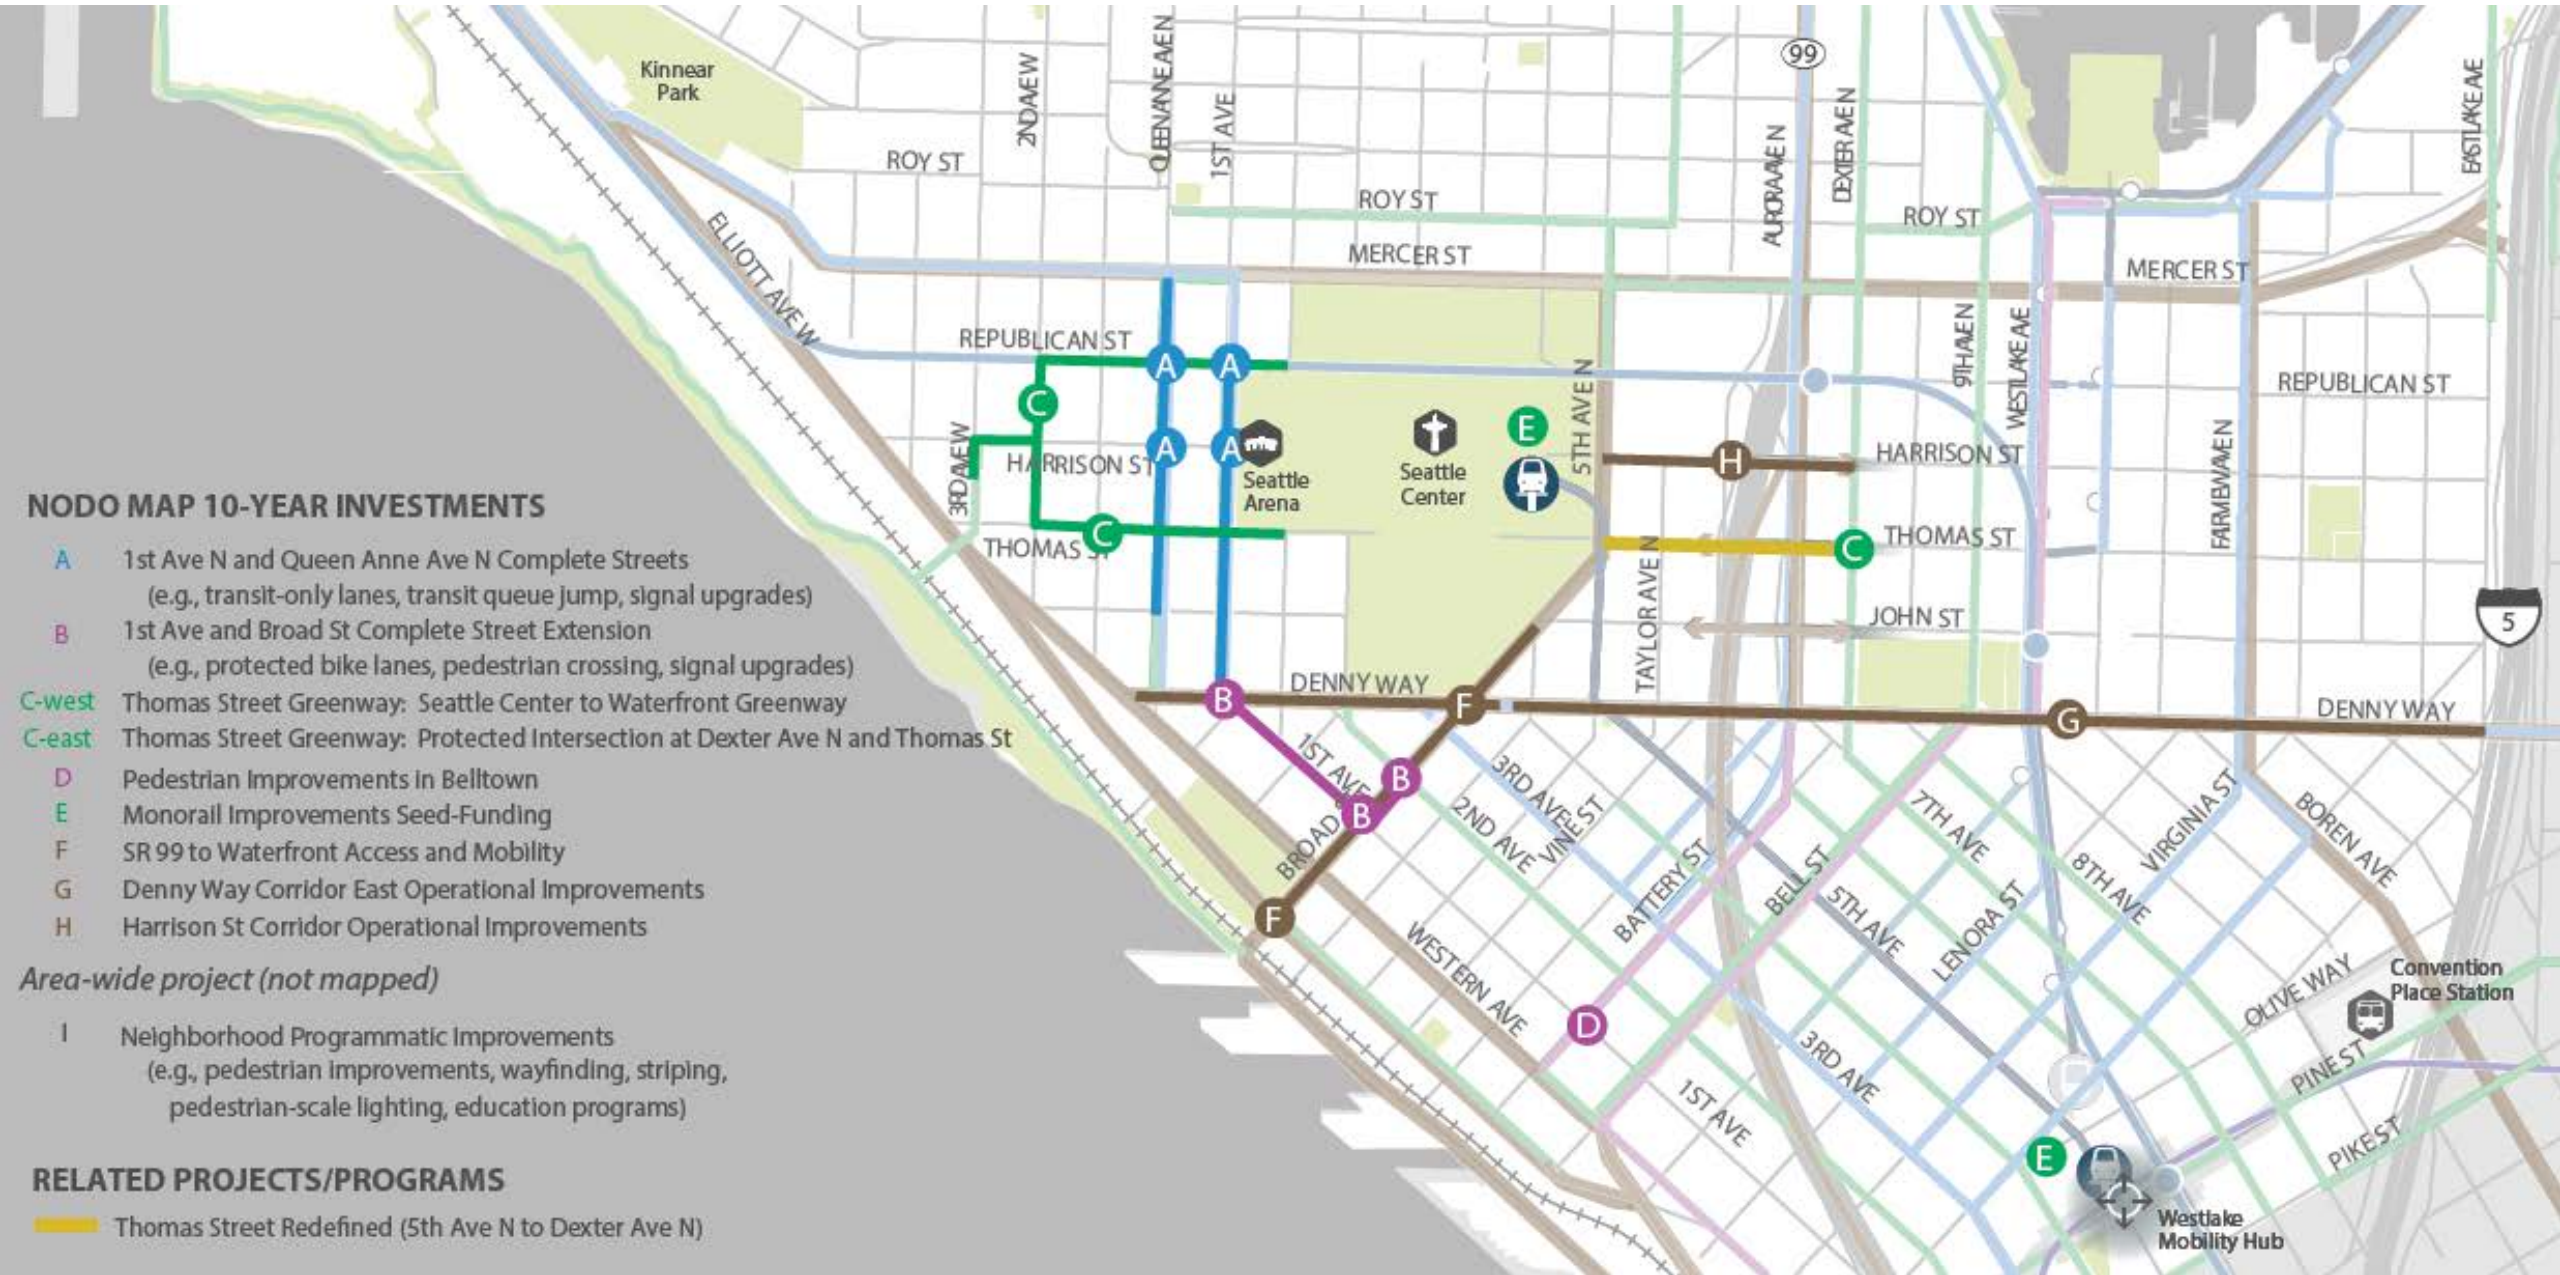 Kinnear
Park
2ND AVE W
QUEEN ANNE AVE N
1ST AVE
99
AURORA AVE N
DEXTER AVE N
EASTLAKE AVE
ROY ST
ROY ST
ROY ST
ELLIOTT AVE W
MERCER ST
MERCER ST
REPUBLICAN ST
A
A
5TH AVE N
9TH AVE N
WESTLAKE AVE
REPUBLICAN ST
C
3RD AVE W
HARRISON ST
A
A
Seattle
Arena
Seattle
Center
E
H
HARRISON ST
THOMAS ST
C
C
THOMAS ST
TAYLOR AVE N
JOHN ST
5
B
DENNY WAY
F
G
DENNY WAY
1ST AVE
B
B
BROAD
F
3RD AVE
2ND AVE
VINE ST
BATTERY ST
BELL ST
7TH AVE
8TH AVE
VIRGINIA ST
BOREN AVE
5TH AVE
LENORA ST
WESTERN AVE
D
3RD AVE
1ST AVE
OLIVE WAY
Convention
Place Station
PINE ST
PIKE ST
E
Westlake
Mobility Hub
NODO MAP 10-YEAR INVESTMENTS
A 1st Ave N and Queen Anne Ave N Complete Streets
(e.g., transit-only lanes, transit queue jump, signal upgrades)
B 1st Ave and Broad St Complete Street Extension
(e.g., protected bike lanes, pedestrian crossing, signal upgrades)
C-west Thomas Street Greenway: Seattle Center to Waterfront Greenway
C-east Thomas Street Greenway: Protected Intersection at Dexter Ave N and Thomas St
D Pedestrian Improvements in Belltown
E Monorail Improvements Seed-Funding
F SR 99 to Waterfront Access and Mobility
G Denny Way Corridor East Operational Improvements
H Harrison St Corridor Operational Improvements
Area-wide project (not mapped)
I Neighborhood Programmatic Improvements
(e.g., pedestrian improvements, wayfinding, striping,
pedestrian-scale lighting, education programs)
RELATED PROJECTS/PROGRAMS
Thomas Street Redefined (5th Ave N to Dexter Ave N)